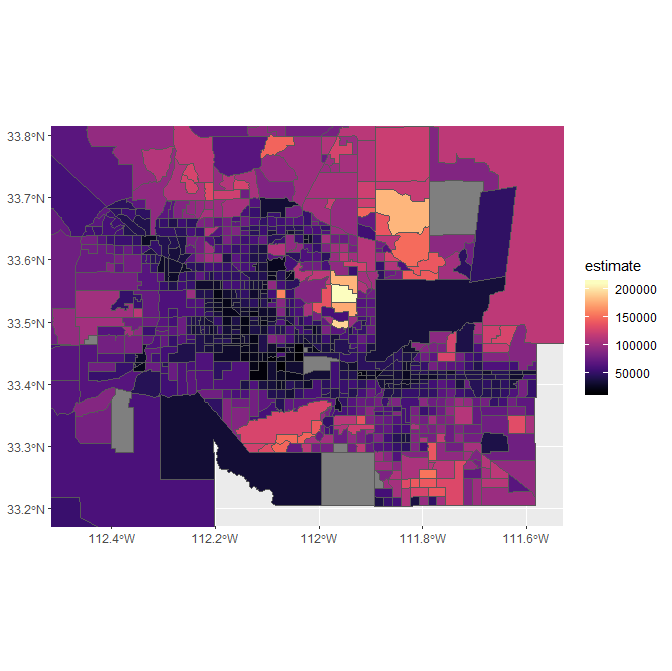 33.8°N
33.7°N
33.6°N
33.5°N
33.4°N
33.3°N
33.2°N
112.4°W
112.2°W
112°W
111.8°W
111.6°W
estimate
200000
150000
100000
50000